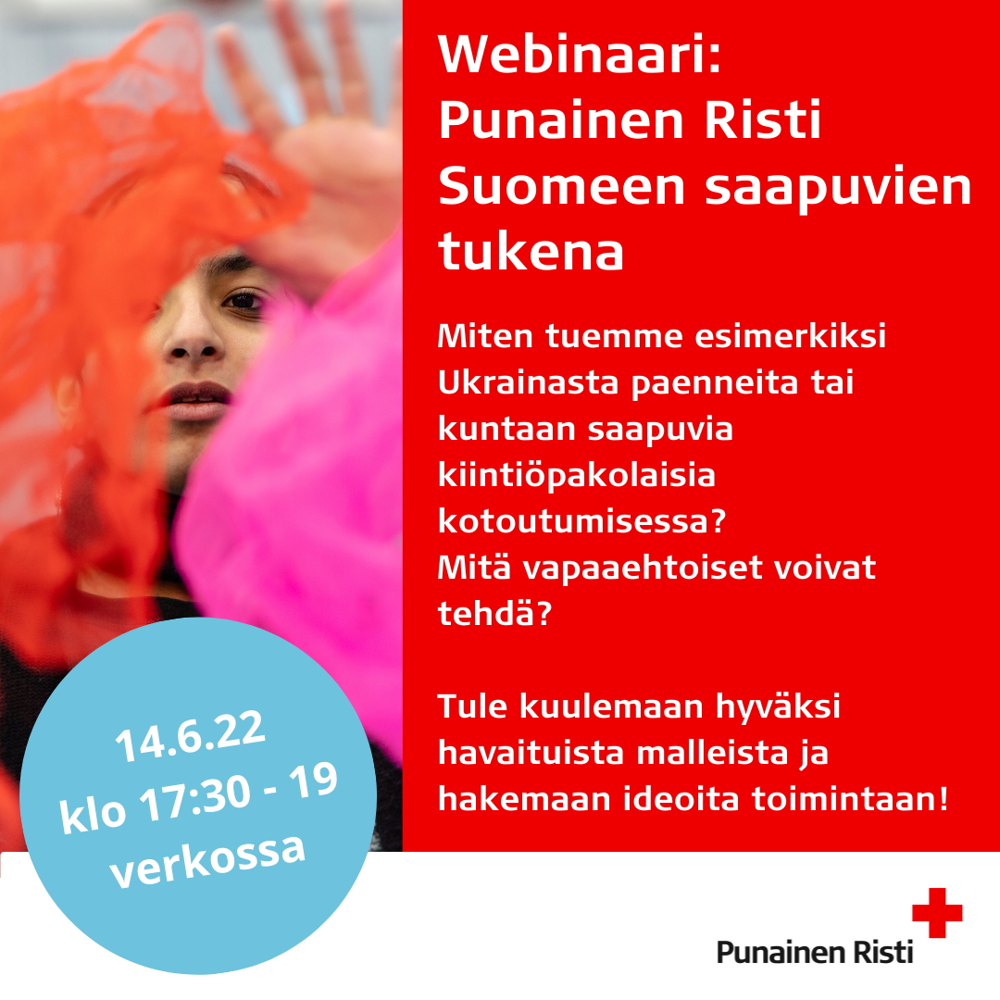 Webinaari:
Punainen Risti
Suomeen saapuvien
tukena
Miten tuemme esimerkiksi
Ukrainasta paenneita tai
kuntaan saapuvia
kiintiöpakolaisia
kotoutumisessa?
Mitä vapaaehtoiset voivat
tehdä?
Tule kuulemaan hyväksi
havaituista malleista ja
hakemaan ideoita toimintaan!
14.6.22
klo 17:30 - 19
verkossa
Punainen Risti